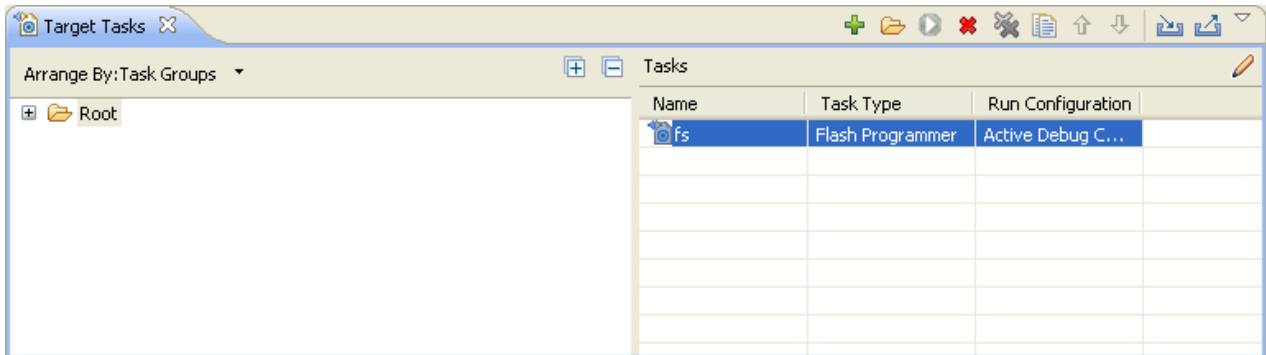 Target Tasks
Arrange By:Task Groups
Tasks
Root
Name Task Type Run Configuration
fs Flash Programmer Active Debug C...